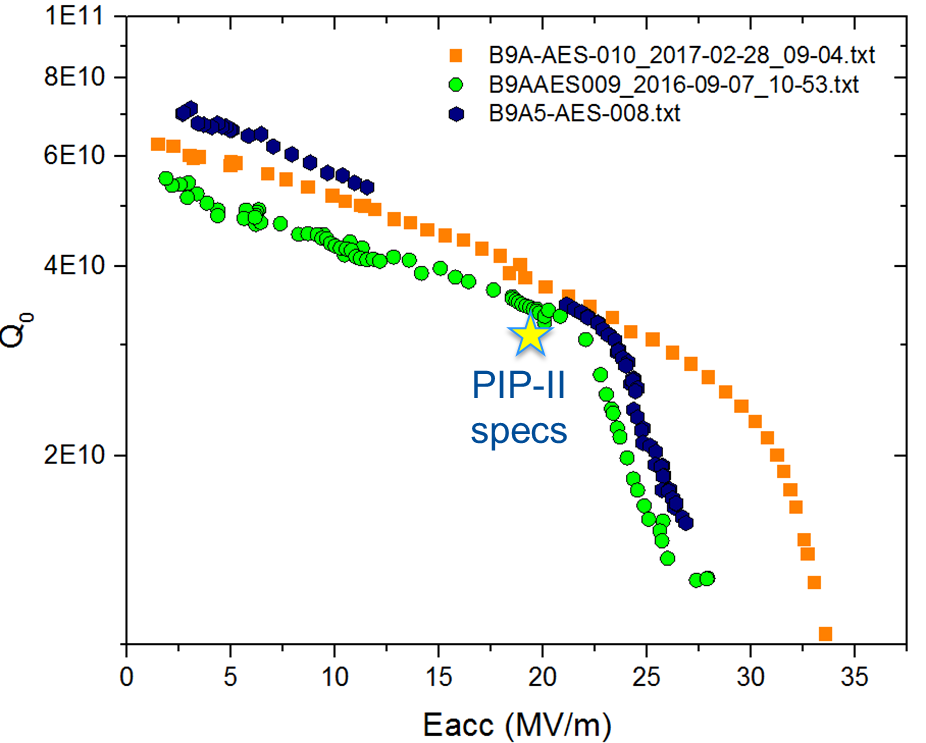 1E11
8E10
6E10
4E10
2E10
Q0
B9A-AES-010_2017-02-28_09-04.txt
B9AAES009_2016-09-07_10-53.txt
B9A5-AES-008.txt
PIP-II
specs
0 5 10 15 20 25 30 35
Eacc (MV/m)